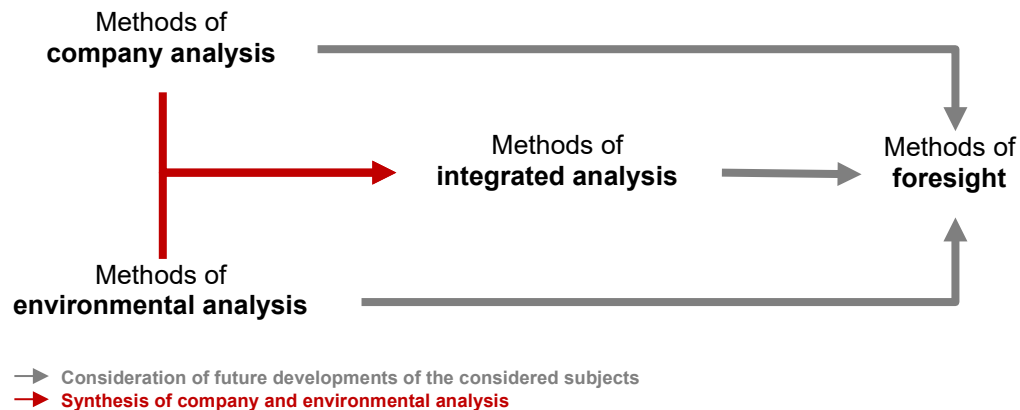 Methods of
company analysis
Methods of
integrated analysis
Methods of
foresight
Methods of
environmental analysis
Consideration of future developments of the considered subjects
Synthesis of company and environmental analysis